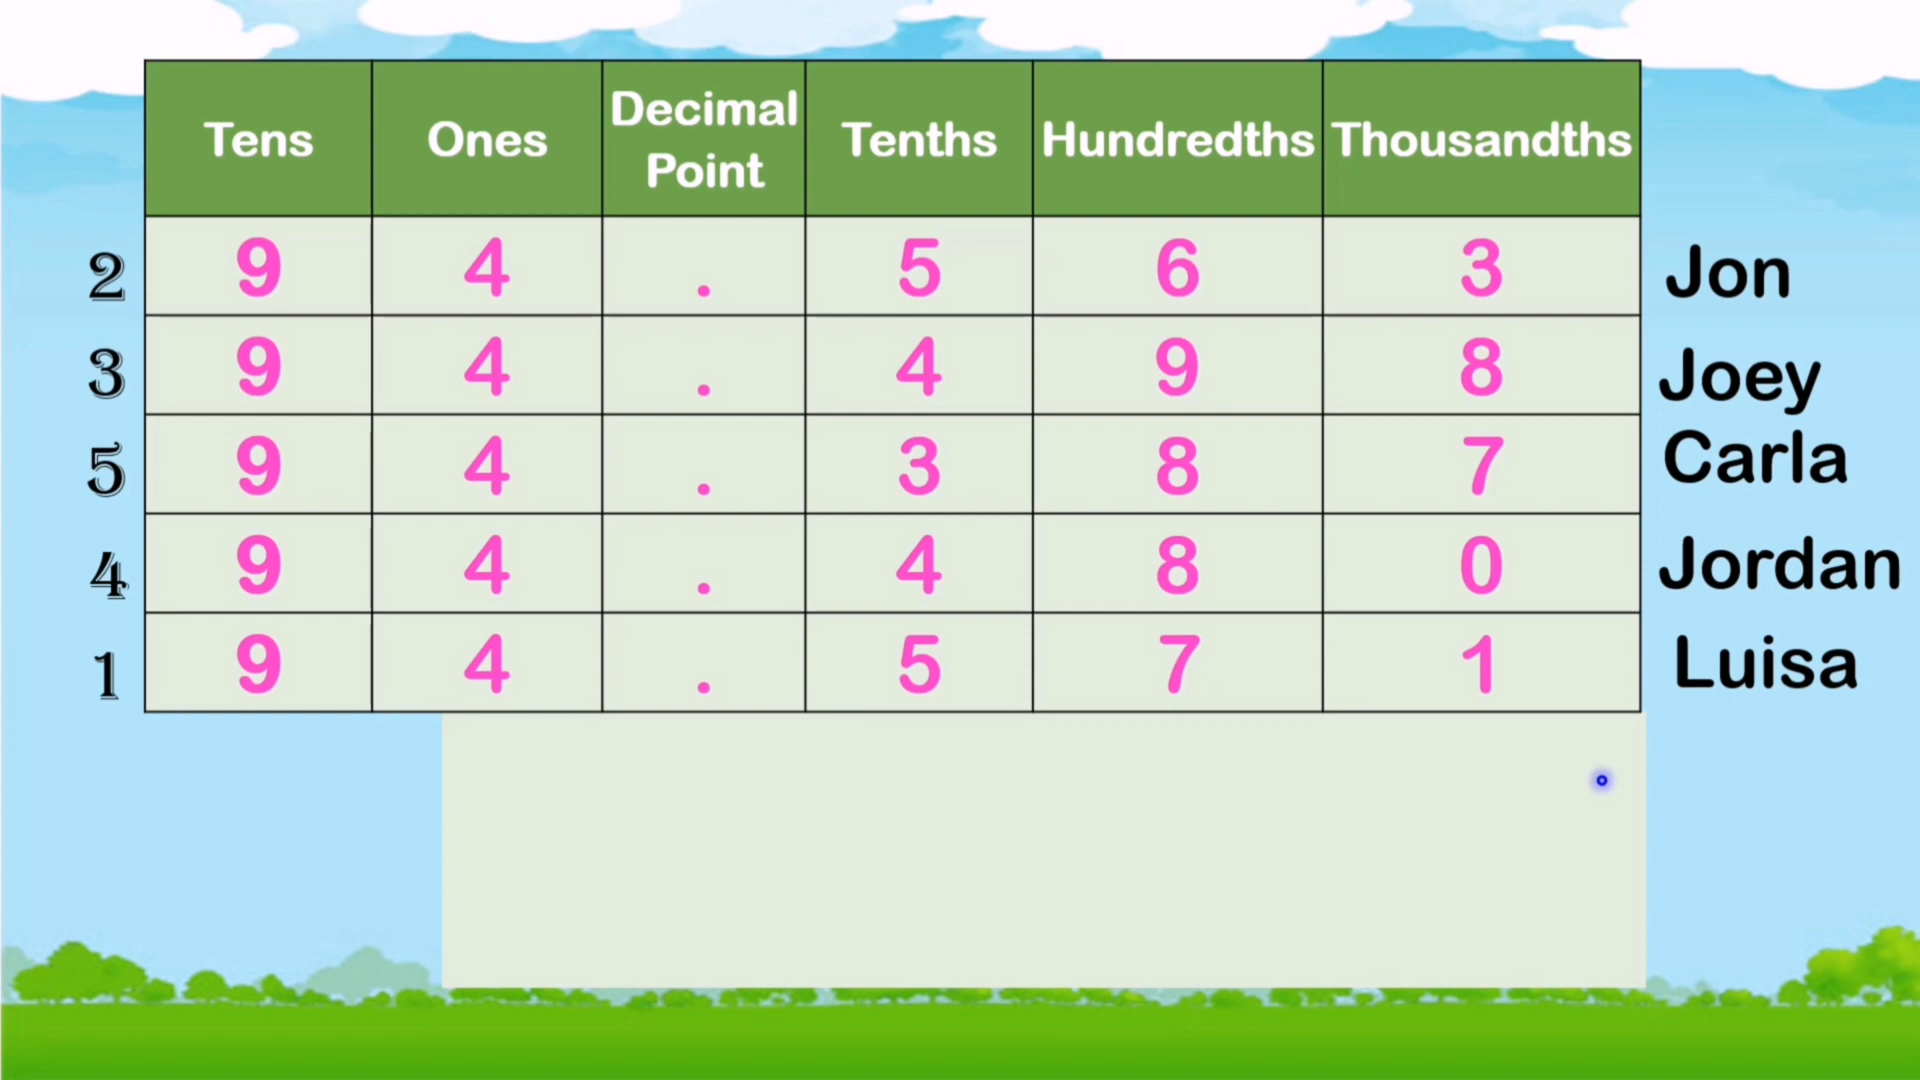 Tens Ones Decimal Point Tenths Hundredths Thousandths
2 9 4 . 5 6 3 Jon
3 9 4 . 4 9 8 Joey
5 9 4 . 3 8 7 Carla
4 9 4 . 4 8 0 Jordan
1 9 4 . 5 7 1 Luisa